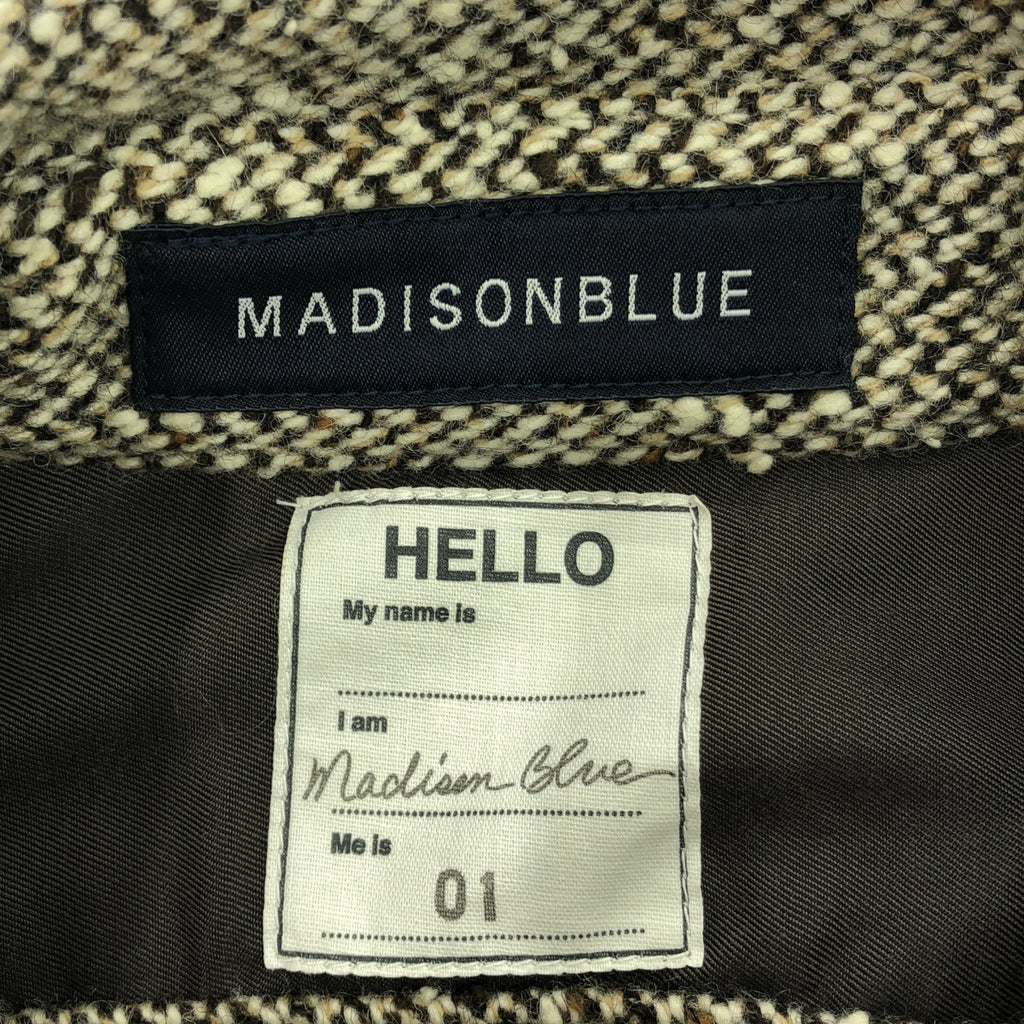 MADISONBLUE
HELLO
My name is
I am
Madison Blue
Me is
01